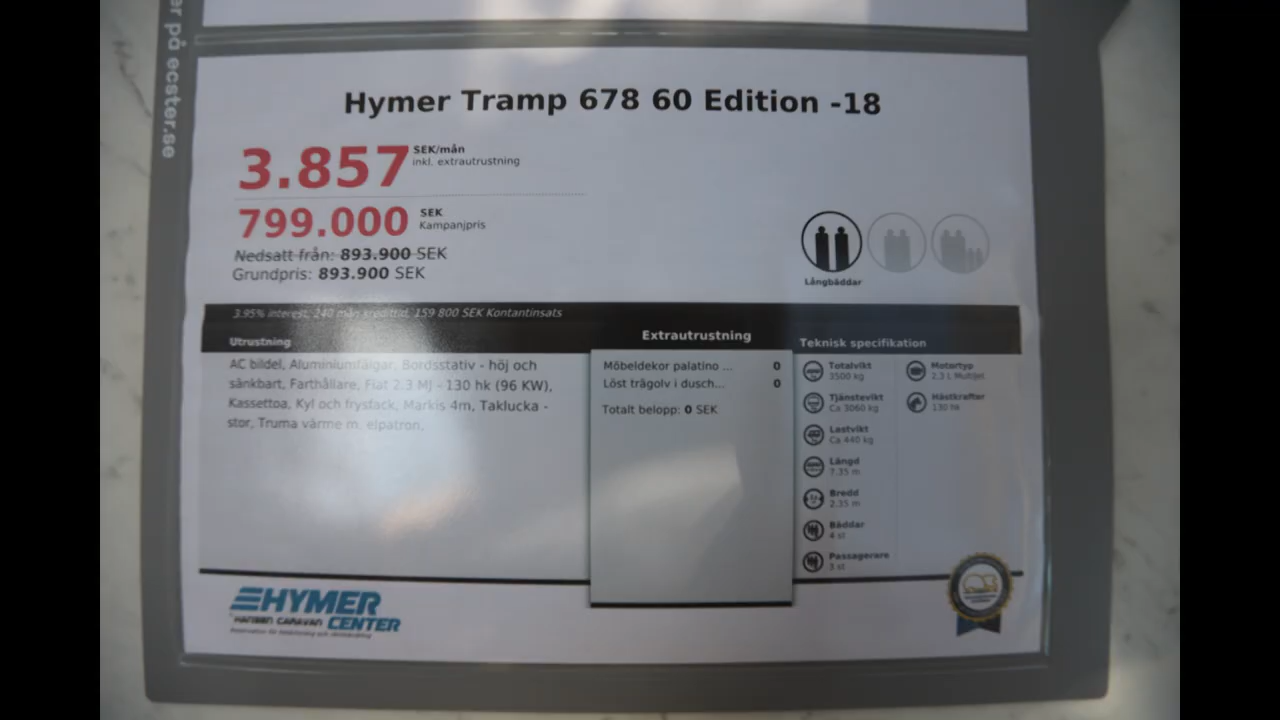 er på ecster.se
Hymer Tramp 678 60 Edition -18
3.857 SEK/mån
inkl. extrautrustning
799.000 SEK
Kampanjpris
Nedsatt från: 893.900 SEK
Grundpris: 893.900 SEK
Långbäddar
3.95% interest, 240 mån kredittid, 159 800 SEK Kontantinsats
Utrustning
AC bildel, Aluminiumfälgar, Bordsstativ - höj och
sänkbart, Farthållare, Fiat 2.3 MJ - 130 hk (96 KW),
Kassettoa, Kyl och frysfack, Markis 4m, Taklucka -
stor, Truma värme m. elpatron,
Extrautrustning
Möbeldekor palatino ... 0
Löst trägolv i dusch... 0
Totalt belopp: 0 SEK
Teknisk specifikation
Totalvikt
3500 kg
Tjänstevikt
Ca 3060 kg
Lastvikt
Ca 440 kg
Längd
7.35 m
Bredd
2.35 m
Bäddar
4 st
Passagerare
3 st
Motortyp
2.3 L Multijet
Hästkrafter
130 hk
HYMER
HANSEN CARAVAN CENTER